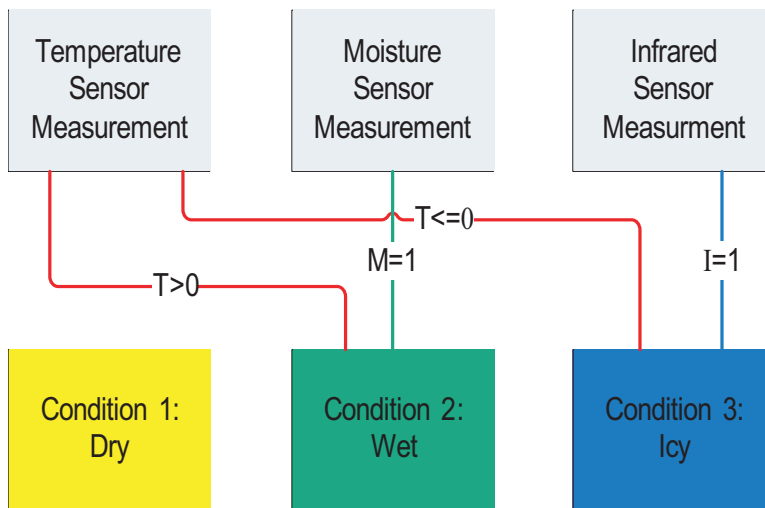 Temperature
Sensor
Measurement
Moisture
Sensor
Measurement
Infrared
Sensor
Measurment
T<=0
M=1
I=1
T>0
Condition 1:
Dry
Condition 2:
Wet
Condition 3:
Icy